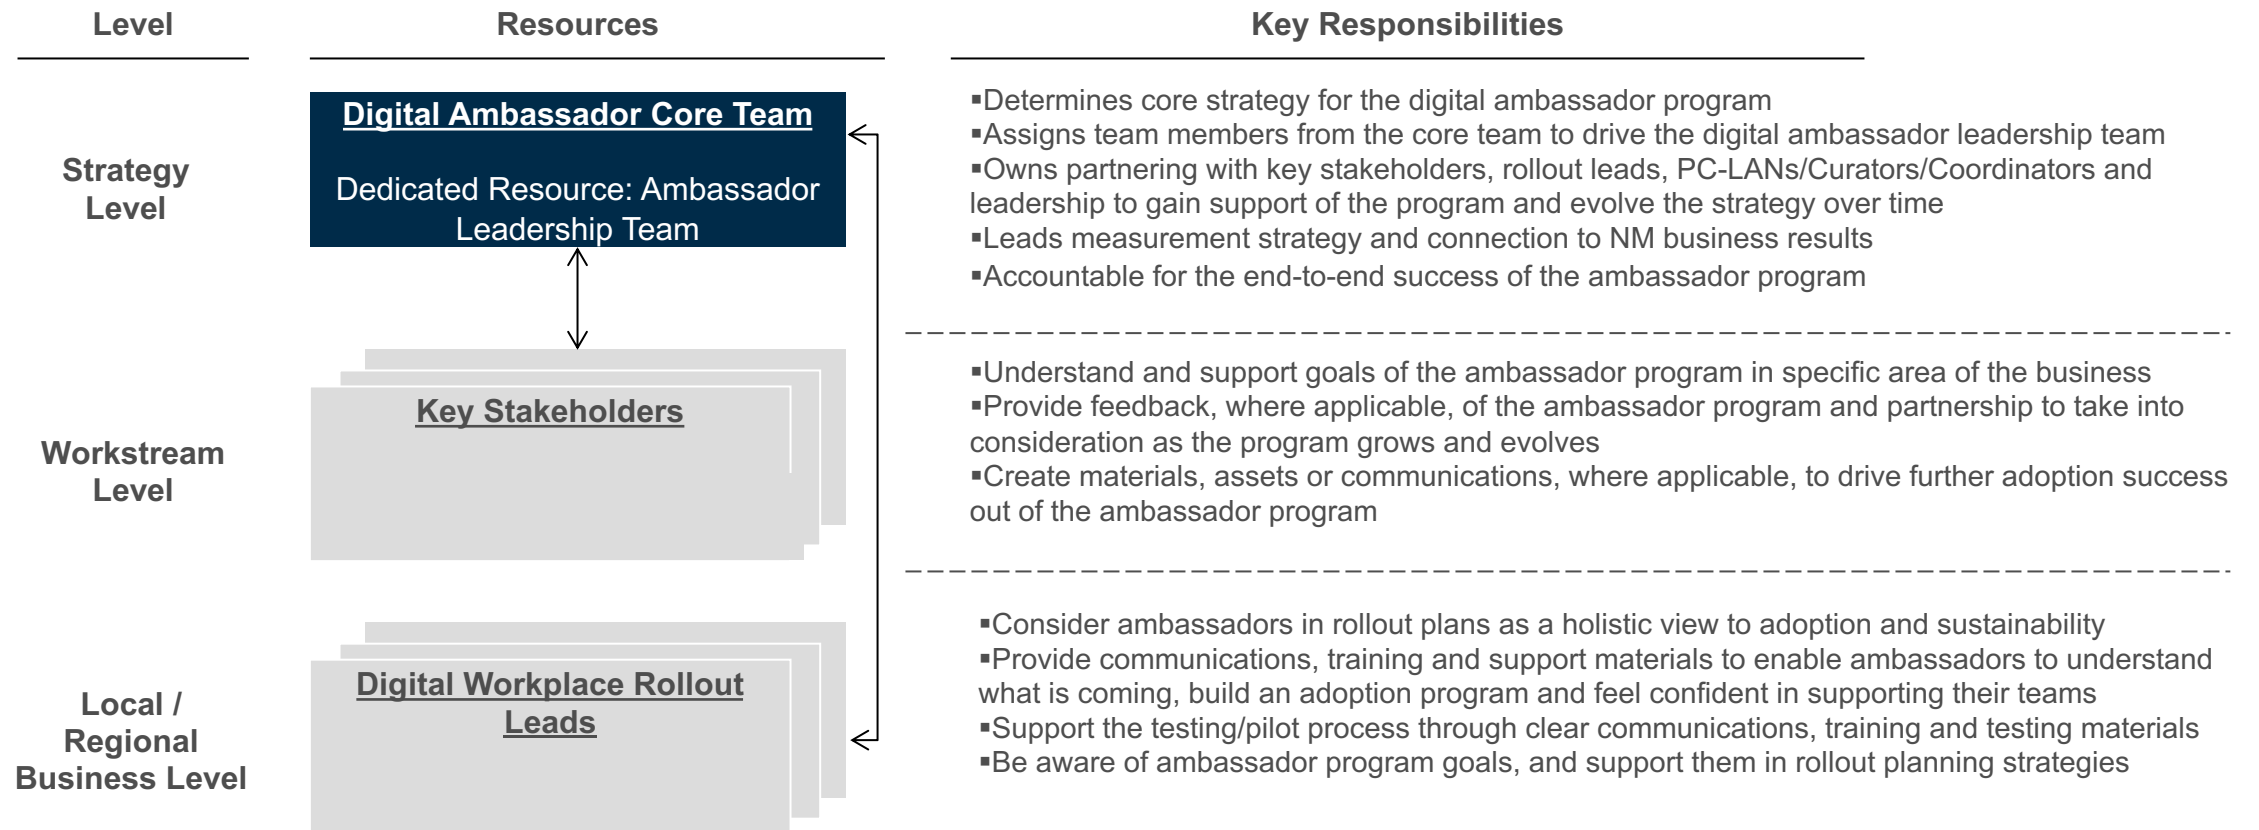 Level
Resources
Key Responsibilities
Strategy
Level
Digital Ambassador Core Team
Dedicated Resource: Ambassador
Leadership Team
▪Determines core strategy for the digital ambassador program
▪Assigns team members from the core team to drive the digital ambassador leadership team
▪Owns partnering with key stakeholders, rollout leads, PC-LANs/Curators/Coordinators and
leadership to gain support of the program and evolve the strategy over time
▪Leads measurement strategy and connection to NM business results
▪Accountable for the end-to-end success of the ambassador program
Workstream
Level
Key Stakeholders
▪Understand and support goals of the ambassador program in specific area of the business
▪Provide feedback, where applicable, of the ambassador program and partnership to take into
consideration as the program grows and evolves
▪Create materials, assets or communications, where applicable, to drive further adoption success
out of the ambassador program
Local /
Regional
Business Level
Digital Workplace Rollout
Leads
▪Consider ambassadors in rollout plans as a holistic view to adoption and sustainability
▪Provide communications, training and support materials to enable ambassadors to understand
what is coming, build an adoption program and feel confident in supporting their teams
▪Support the testing/pilot process through clear communications, training and testing materials
▪Be aware of ambassador program goals, and support them in rollout planning strategies